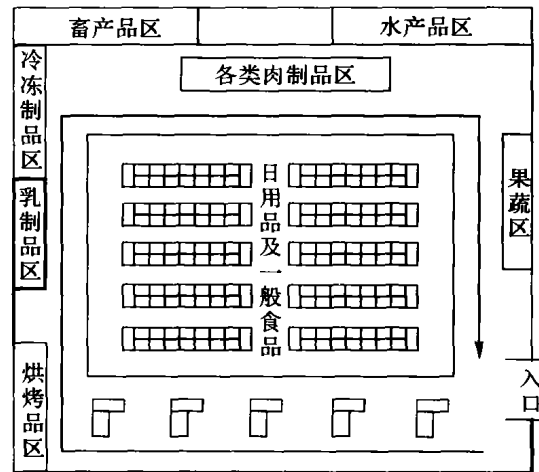 畜产品区
水产品区
冷冻制品区
各类肉制品区
乳制品区
日用品及一般食品
果蔬区
烘烤品区
入口